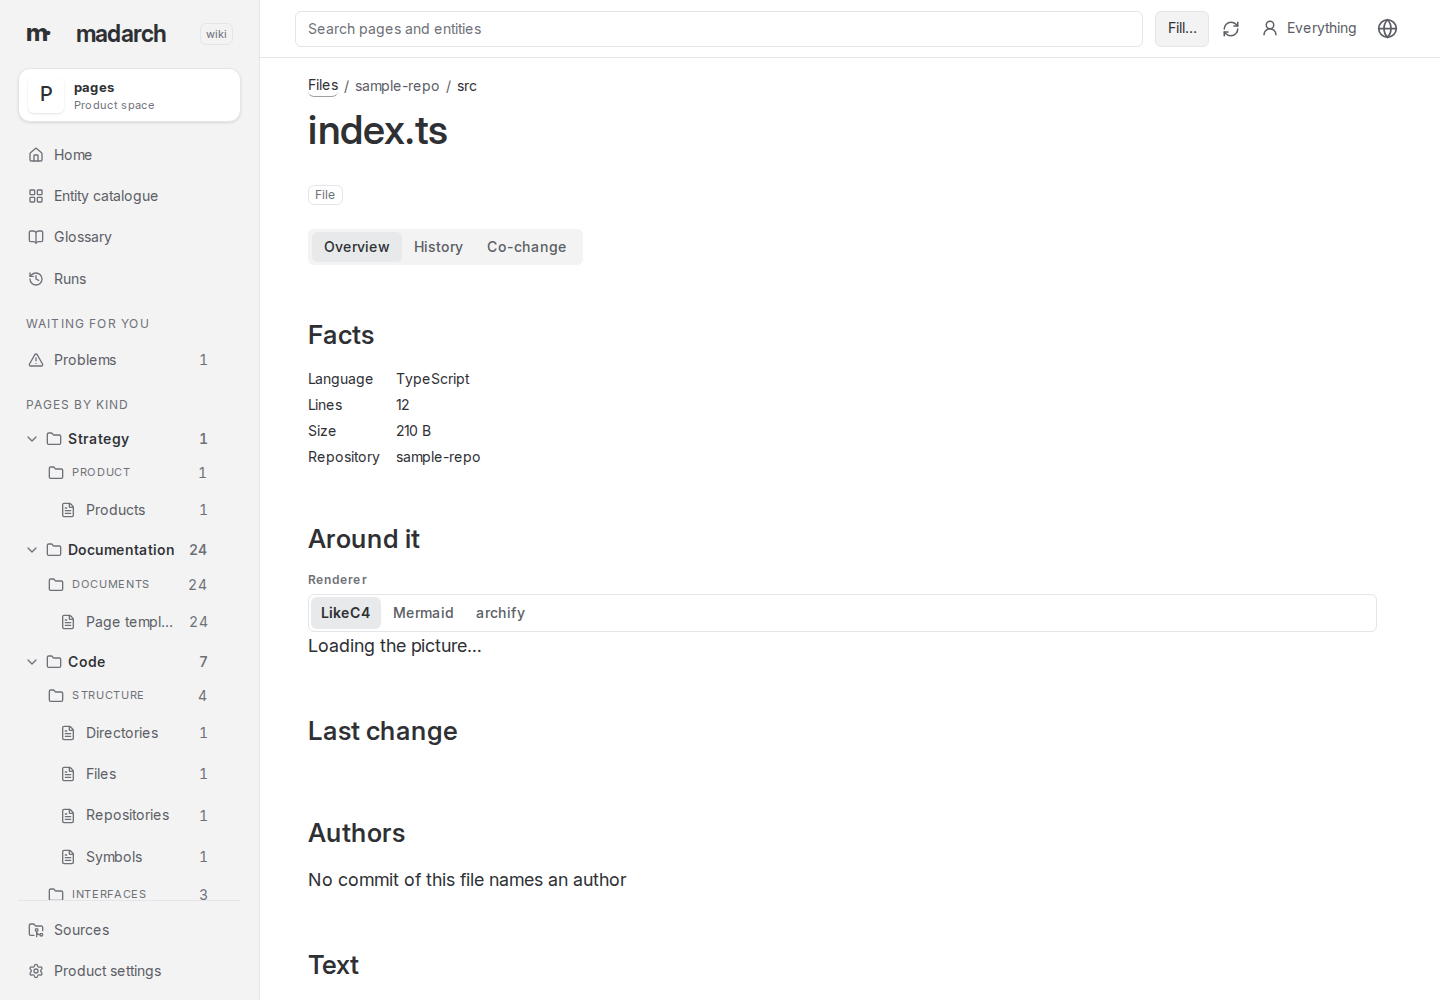 m
madarch
wiki
P
pages
Product space
Home
Entity catalogue
Glossary
Runs
WAITING FOR YOU
Problems 1
PAGES BY KIND
Strategy 1
PRODUCT 1
Products 1
Documentation 24
DOCUMENTS 24
Page templ... 24
Code 7
STRUCTURE 4
Directories 1
Files 1
Repositories 1
Symbols 1
INTERFACES 3
Sources
Product settings
Search pages and entities
Fill...
Everything
Files / sample-repo / src
index.ts
File
Overview History Co-change
Facts
Language TypeScript
Lines 12
Size 210 B
Repository sample-repo
Around it
Renderer
LikeC4 Mermaid archify
Loading the picture...
Last change
Authors
No commit of this file names an author
Text